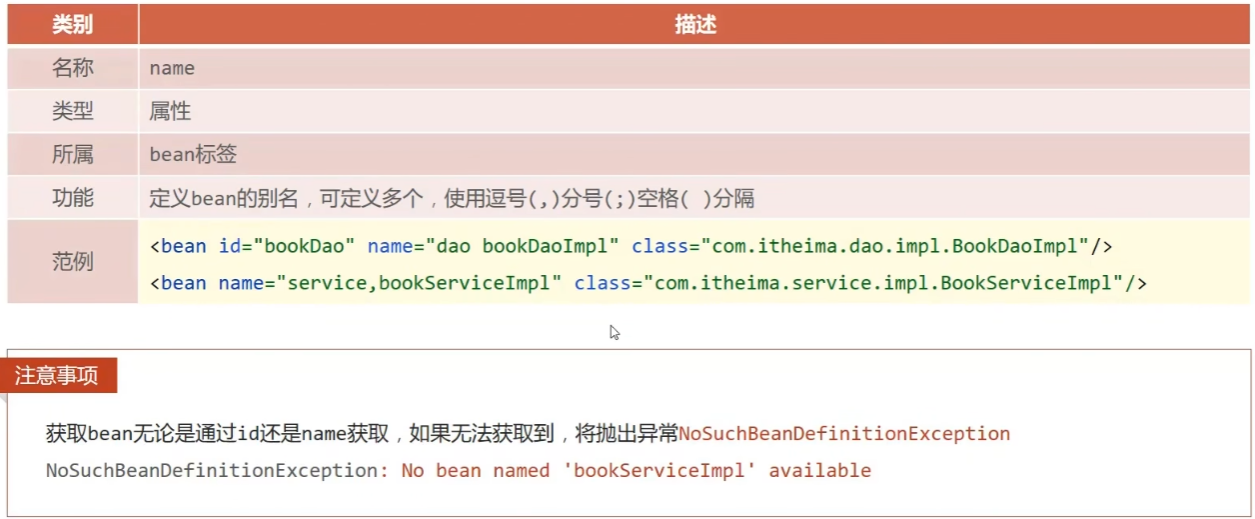 类别 描述
名称 name
类型 属性
所属 bean标签
功能 定义bean的别名，可定义多个，使用逗号(,)分号(;)空格( )分隔
范例
<bean id="bookDao" name="dao bookDaoImpl" class="com.itheima.dao.impl.BookDaoImpl"/>
<bean name="service,bookServiceImpl" class="com.itheima.service.impl.BookServiceImpl"/>
注意事项
获取bean无论是通过id还是name获取，如果无法获取到，将抛出异常NoSuchBeanDefinitionException
NoSuchBeanDefinitionException: No bean named 'bookServiceImpl' available